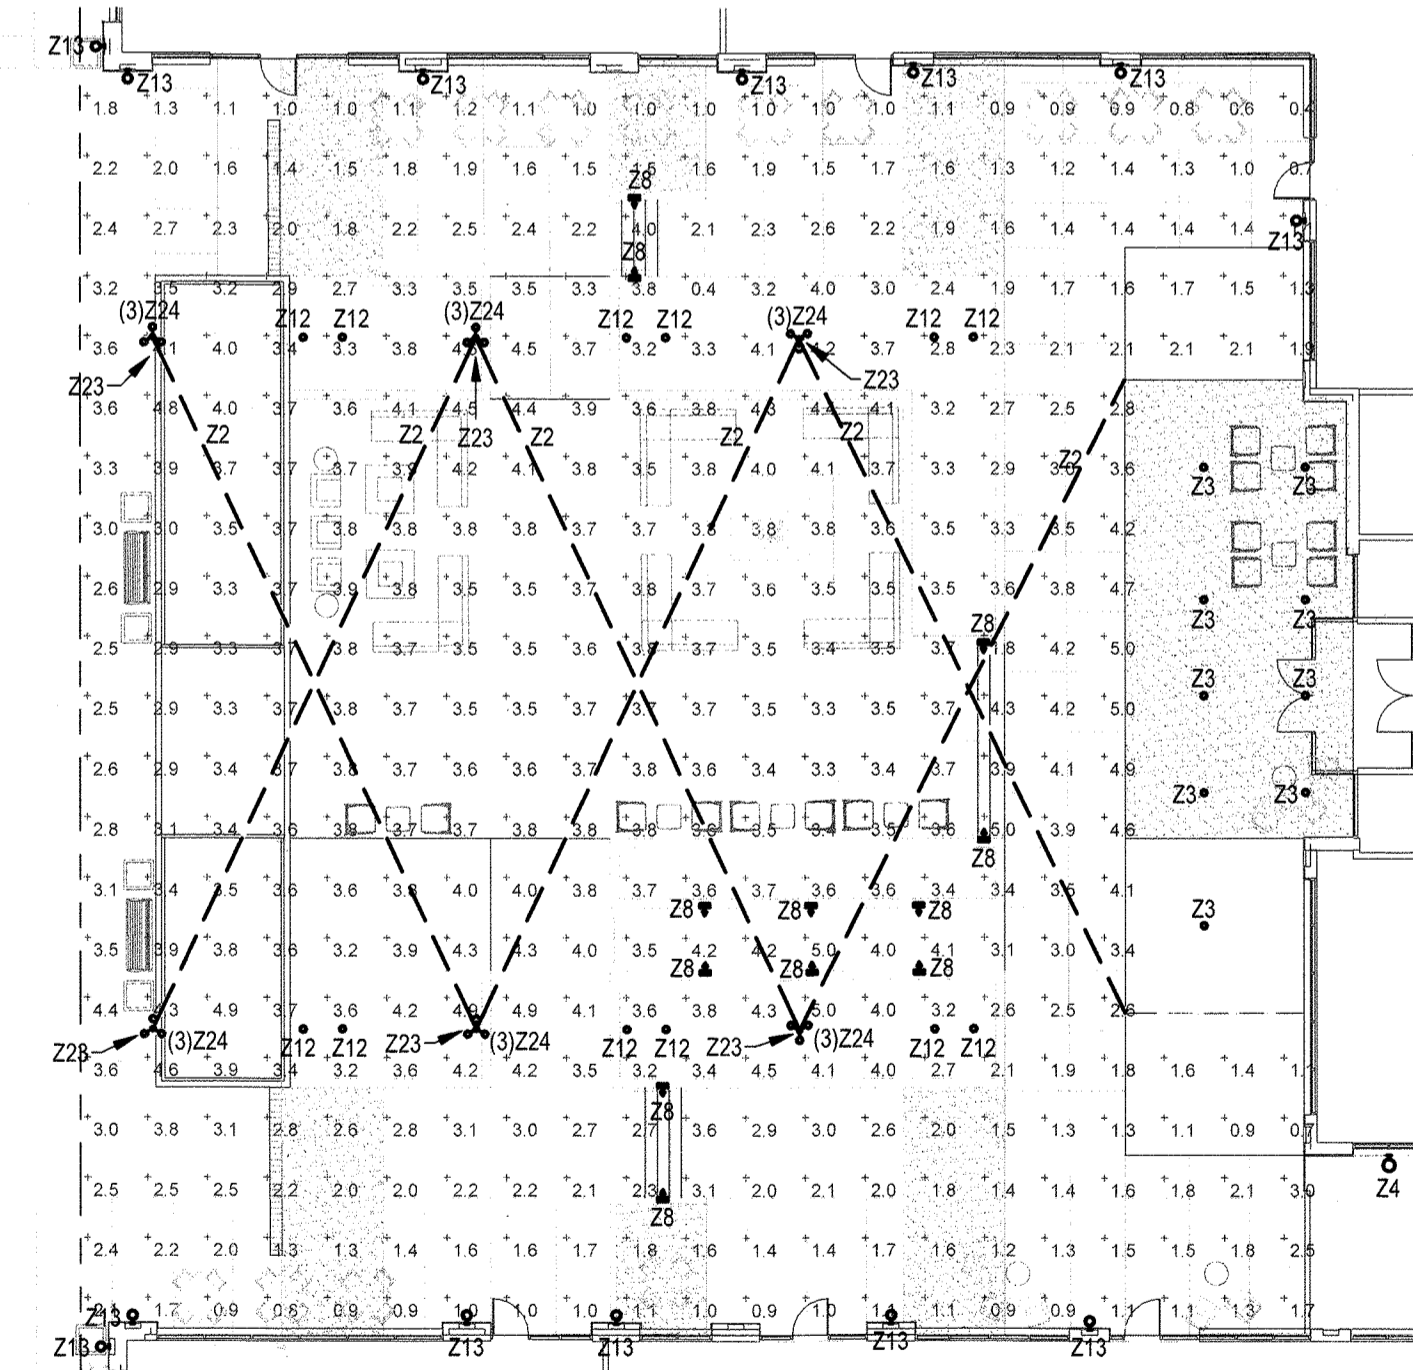 Z13
Z13 Z13 Z13 Z13 Z13
1.8 1.3 1.1 1.0 1.0 1.1 1.2 1.1 1.0 1.0 1.0 1.0 1.0 1.0 1.1 0.9 0.9 0.9 0.8 0.6 0.4
2.2 2.0 1.6 1.4 1.5 1.8 1.9 1.6 1.5 1.5 1.6 1.9 1.5 1.7 1.6 1.3 1.2 1.4 1.3 1.0 0.7
Z8
2.4 2.7 2.3 2.0 1.8 2.2 2.5 2.4 2.2 4.0 2.1 2.3 2.6 2.2 1.9 1.6 1.4 1.4 1.4 1.4
Z8 Z13
3.2 3.5 3.2 2.9 2.7 3.3 3.5 3.5 3.3 3.8 0.4 3.2 4.0 3.0 2.4 1.9 1.7 1.6 1.7 1.5 1.3
(3)Z24 Z12 Z12 (3)Z24 Z12 Z12 (3)Z24 Z12 Z12
3.6 4.0 3.4 3.3 3.8 4.5 3.7 3.2 3.3 4.1 4.2 3.7 2.8 2.3 2.1 2.1 2.1 2.1 1.9
Z23 Z23
3.6 4.8 4.0 3.7 3.6 4.1 4.5 4.4 3.9 3.6 3.8 4.3 4.4 4.1 3.2 2.7 2.5 2.8
Z2 Z2 Z23 Z2 Z2 Z2 Z2
3.3 3.9 3.7 3.7 3.7 3.9 4.2 4.1 3.8 3.5 3.8 4.0 4.1 3.7 3.3 2.9 3.0 3.6
Z3 Z3
3.0 3.0 3.5 3.7 3.8 3.8 3.8 3.8 3.7 3.7 3.8 3.8 3.8 3.6 3.5 3.3 3.5 4.2
2.6 2.9 3.3 3.7 3.9 3.8 3.5 3.5 3.7 3.8 3.7 3.6 3.5 3.5 3.5 3.6 3.8 4.7
Z8 Z3 Z3
2.5 2.9 3.3 3.7 3.8 3.7 3.5 3.5 3.6 3.8 3.7 3.5 3.4 3.5 3.7 1.8 4.2 5.0
Z3 Z3
2.5 2.9 3.3 3.7 3.8 3.7 3.5 3.5 3.7 3.7 3.7 3.5 3.3 3.5 3.7 4.3 4.2 5.0
2.6 2.9 3.4 3.7 3.8 3.7 3.6 3.6 3.7 3.8 3.6 3.4 3.3 3.4 3.7 3.9 4.1 4.9
Z3 Z3
2.8 3.1 3.4 3.6 3.8 3.7 3.7 3.8 3.8 3.8 3.6 3.5 3.4 3.5 3.6 5.0 3.9 4.6
Z8
3.1 3.4 3.5 3.6 3.6 3.8 4.0 4.0 3.8 3.7 3.6 3.7 3.6 3.6 3.4 3.4 3.5 4.1
Z8 Z8 Z8 Z3
3.5 3.9 3.8 3.6 3.2 3.9 4.3 4.3 4.0 3.5 4.2 4.2 5.0 4.0 4.1 3.1 3.0 3.4
Z8 Z8 Z8
4.4 4.3 4.9 3.7 3.6 4.2 4.9 4.9 4.1 3.6 3.8 4.3 5.0 4.0 3.2 2.6 2.5 2.6
Z23 (3)Z24 Z12 Z12 Z23 (3)Z24 Z12 Z12 Z23 (3)Z24 Z12 Z12
3.6 4.6 3.9 3.4 3.2 3.6 4.2 4.2 3.5 3.2 3.4 4.5 4.1 4.0 2.7 2.1 1.9 1.8 1.6 1.4
Z8
3.0 3.8 3.1 2.8 2.6 2.8 3.1 3.0 2.7 2.7 3.6 2.9 3.0 2.6 2.0 1.5 1.3 1.3 1.1 0.9 0.7
2.5 2.5 2.5 2.2 2.0 2.0 2.2 2.2 2.1 2.3 3.1 2.0 2.1 2.0 1.8 1.4 1.4 1.6 1.8 2.1 3.0
Z4
Z8
2.4 2.2 2.0 1.3 1.3 1.4 1.6 1.6 1.7 1.8 1.6 1.4 1.4 1.7 1.6 1.2 1.3 1.5 1.5 1.8 2.5
Z13 1.7 0.9 0.8 0.9 0.9 1.0 1.0 1.0 1.1 1.0 0.9 1.0 1.1 1.1 0.9 0.9 1.1 1.1 1.3 1.7
Z13 Z13 Z13 Z13 Z13